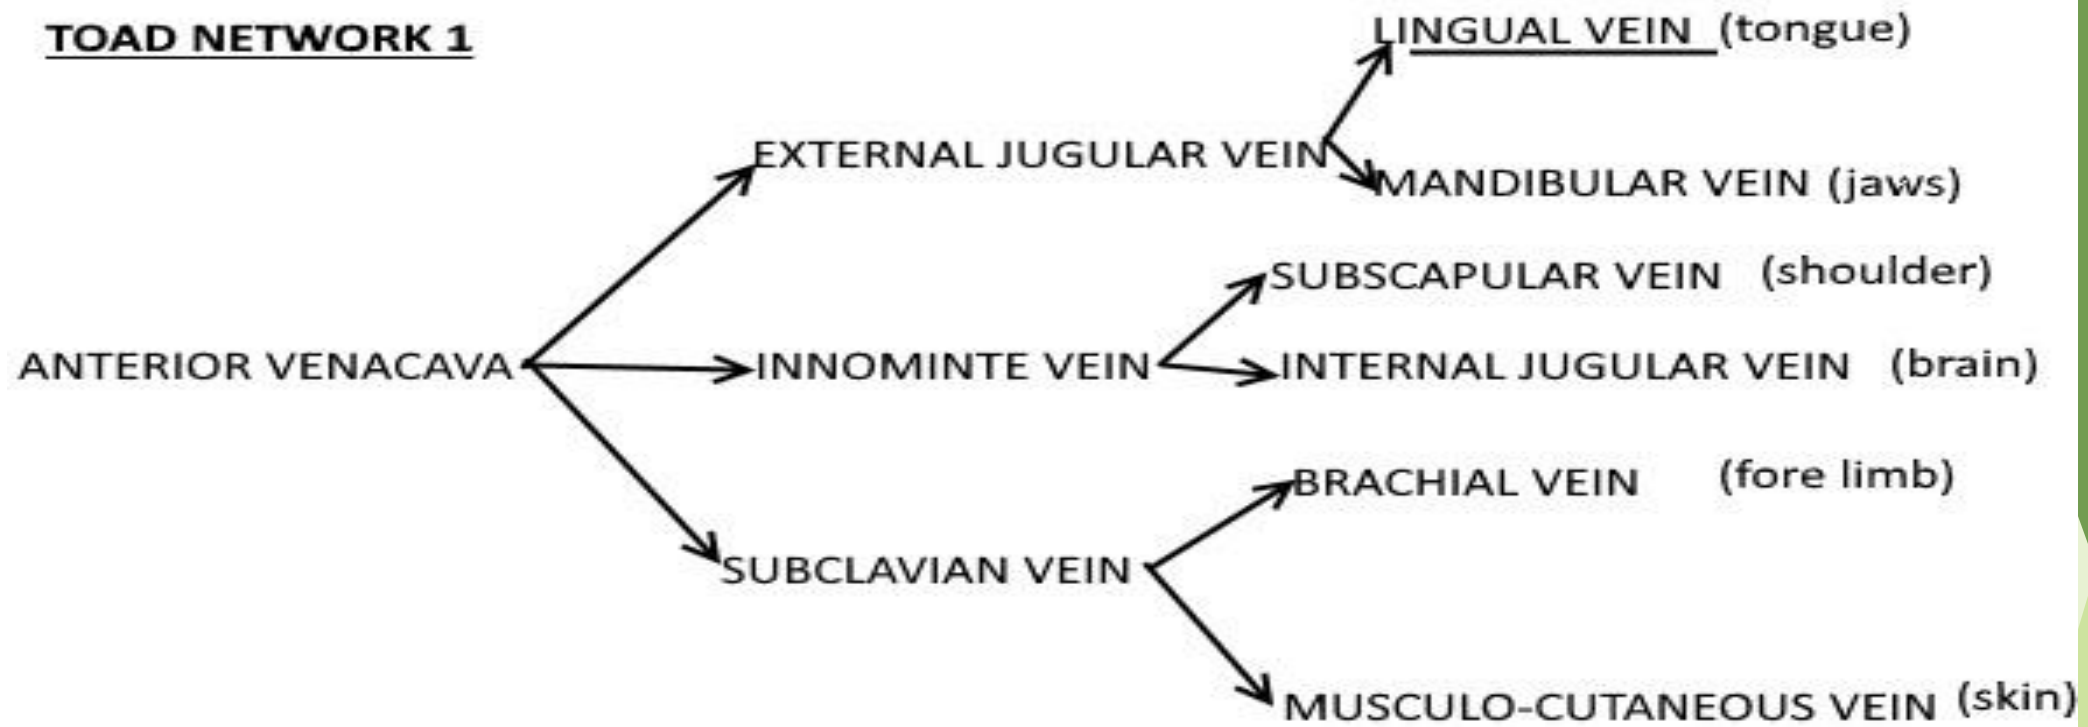 TOAD NETWORK 1
LINGUAL VEIN (tongue)
EXTERNAL JUGULAR VEIN
MANDIBULAR VEIN (jaws)
SUBSCAPULAR VEIN (shoulder)
ANTERIOR VENACAVA
INNOMINTE VEIN
INTERNAL JUGULAR VEIN (brain)
BRACHIAL VEIN (fore limb)
SUBCLAVIAN VEIN
MUSCULO-CUTANEOUS VEIN (skin)